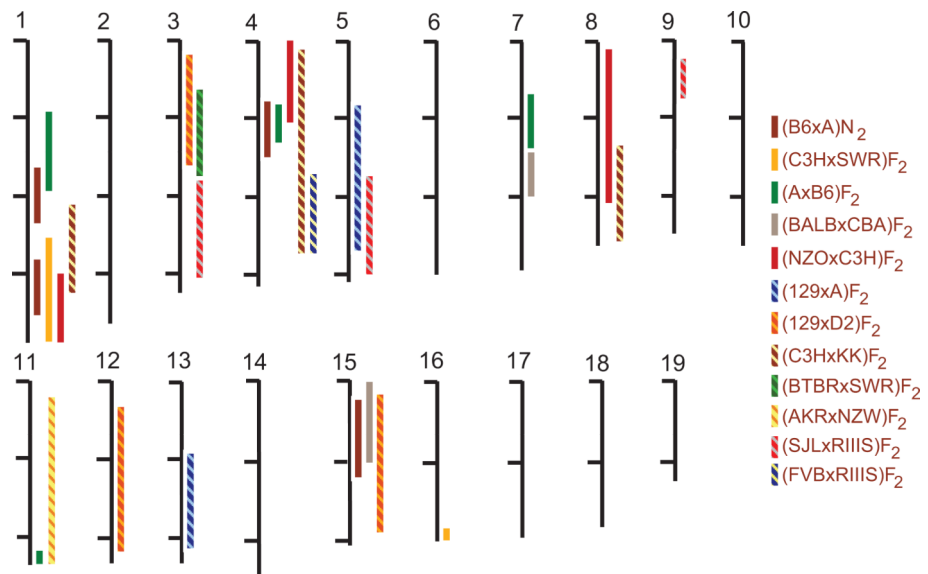 1 2 3 4 5 6 7 8 9 10
(B6xA)N2
(C3HxSWR)F2
(AxB6)F2
(BALBxCBA)F2
(NZOxC3H)F2
(129xA)F2
(129xD2)F2
(C3HxKK)F2
(BTBRxSWR)F2
(AKRxNZW)F2
(SJLxRIIIS)F2
(FVBxRIIIS)F2
11 12 13 14 15 16 17 18 19